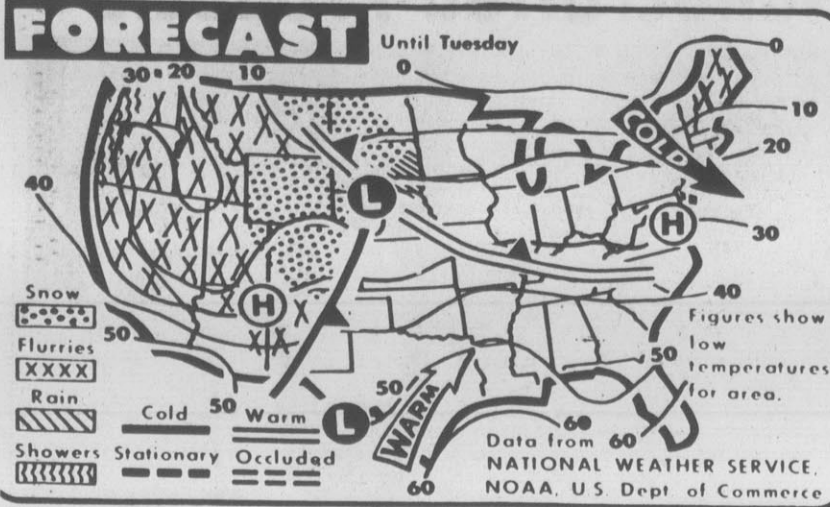 FORECAST
Until Tuesday
30
20
10
0
0
10
20
30
40
50
60
60
60
50
50
50
40
COLD
WARM
L
L
H
H
Snow
Flurries
XXXX
Rain
Showers
Cold
Warm
Stationary
Occluded
Figures show
low
temperatures
for area.
Data from
NATIONAL WEATHER SERVICE,
NOAA, U.S. Dept. of Commerce